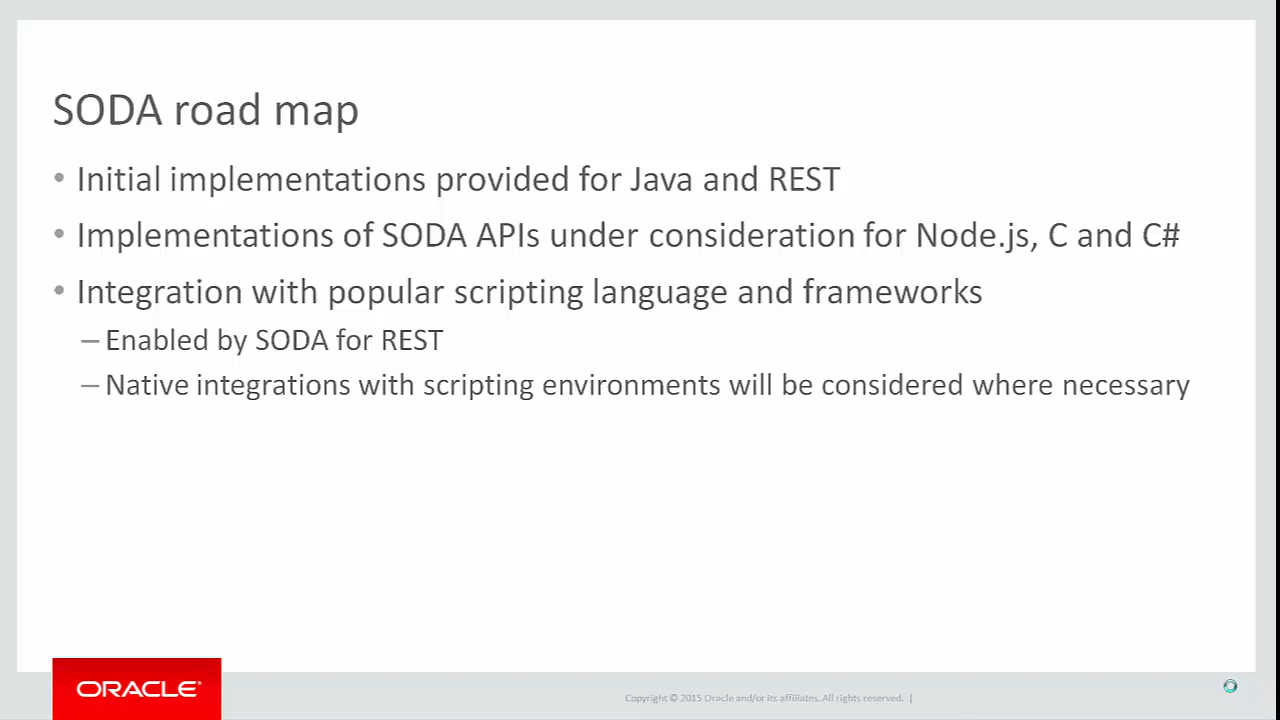 SODA road map
• Initial implementations provided for Java and REST
• Implementations of SODA APIs under consideration for Node.js, C and C#
• Integration with popular scripting language and frameworks
– Enabled by SODA for REST
– Native integrations with scripting environments will be considered where necessary
ORACLE®
Copyright © 2015 Oracle and/or its affiliates. All rights reserved. |